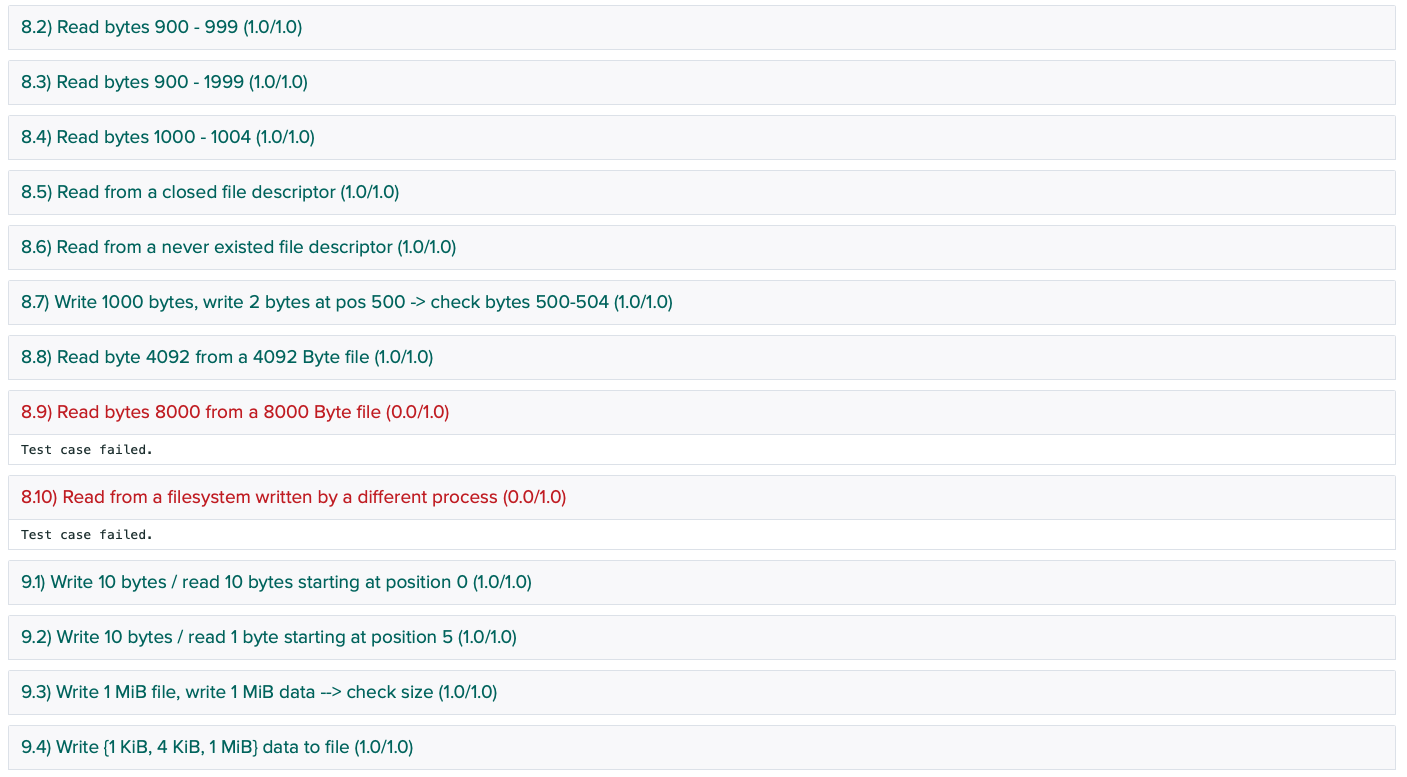 8.2) Read bytes 900 - 999 (1.0/1.0)
8.3) Read bytes 900 - 1999 (1.0/1.0)
8.4) Read bytes 1000 - 1004 (1.0/1.0)
8.5) Read from a closed file descriptor (1.0/1.0)
8.6) Read from a never existed file descriptor (1.0/1.0)
8.7) Write 1000 bytes, write 2 bytes at pos 500 -> check bytes 500-504 (1.0/1.0)
8.8) Read byte 4092 from a 4092 Byte file (1.0/1.0)
8.9) Read bytes 8000 from a 8000 Byte file (0.0/1.0)
Test case failed.
8.10) Read from a filesystem written by a different process (0.0/1.0)
Test case failed.
9.1) Write 10 bytes / read 10 bytes starting at position 0 (1.0/1.0)
9.2) Write 10 bytes / read 1 byte starting at position 5 (1.0/1.0)
9.3) Write 1 MiB file, write 1 MiB data --> check size (1.0/1.0)
9.4) Write {1 KiB, 4 KiB, 1 MiB} data to file (1.0/1.0)